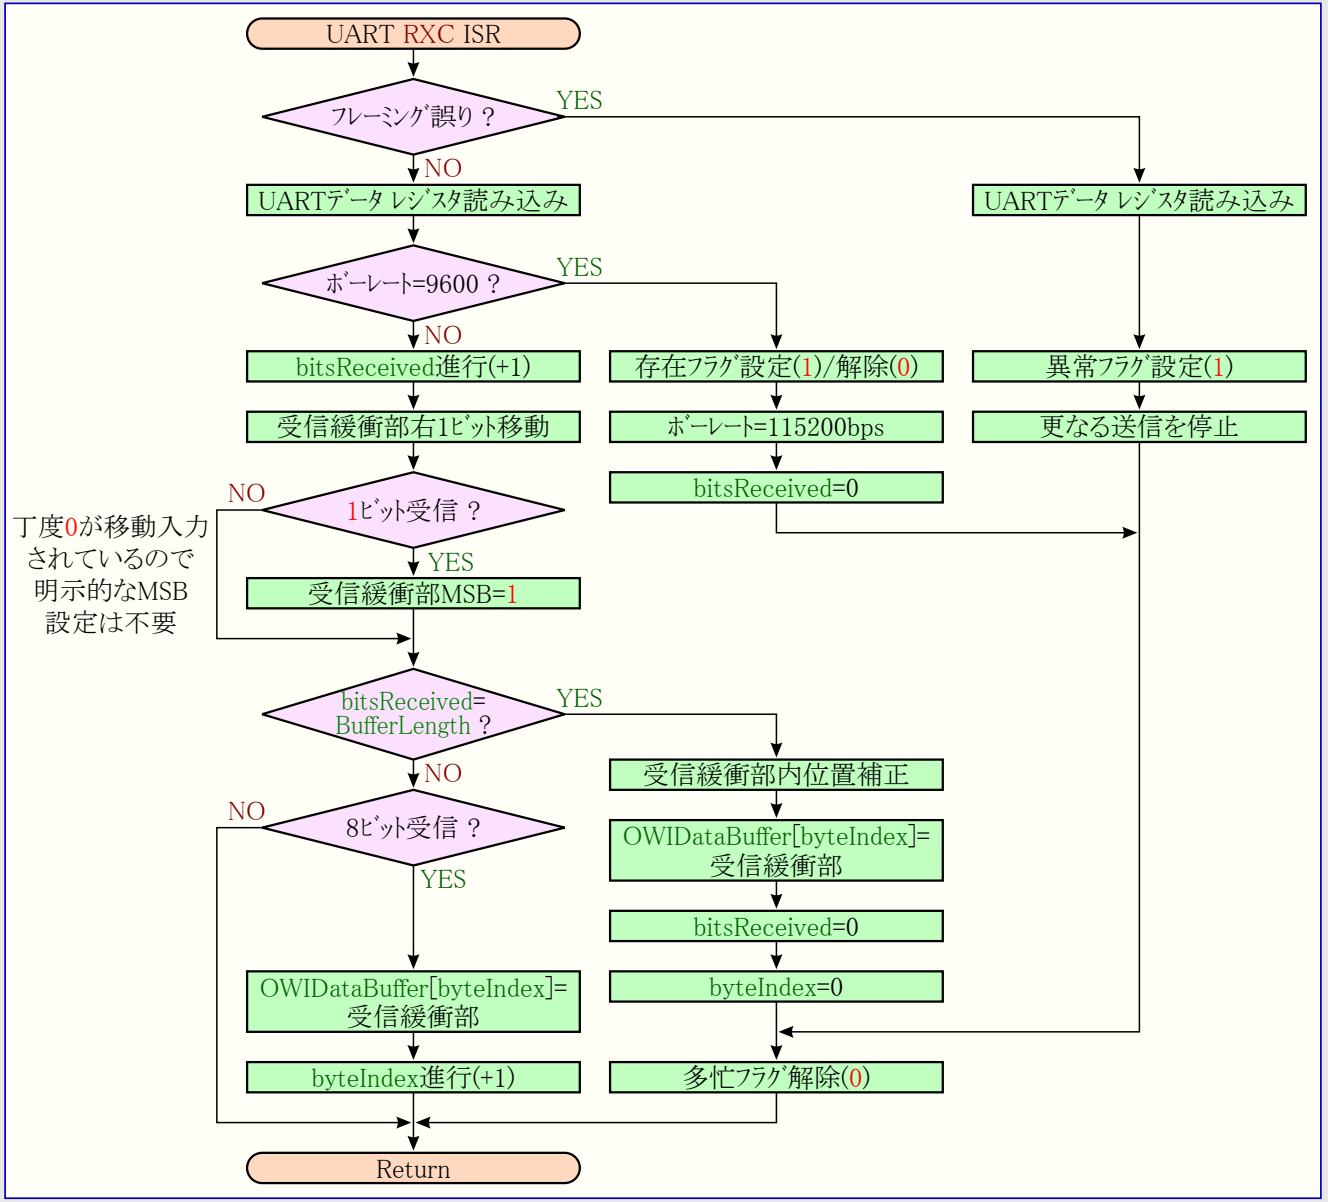 UART RXC ISR
フレーミング誤り ?
YES
NO
UARTデータ レジスタ読み込み
UARTデータ レジスタ読み込み
ボーレート=9600 ?
YES
NO
bitsReceived進行(+1)
存在フラグ設定(1)/解除(0)
異常フラグ設定(1)
受信緩衝部右1ビット移動
ボーレート=115200bps
更なる送信を停止
bitsReceived=0
NO
1ビット受信 ?
YES
丁度0が移動入力
されているので
明示的なMSB
設定は不要
受信緩衝部MSB=1
bitsReceived=
BufferLength ?
YES
NO
受信緩衝部内位置補正
NO
8ビット受信 ?
YES
OWIDataBuffer[byteIndex]=
受信緩衝部
bitsReceived=0
byteIndex=0
OWIDataBuffer[byteIndex]=
受信緩衝部
byteIndex進行(+1)
多忙フラグ解除(0)
Return